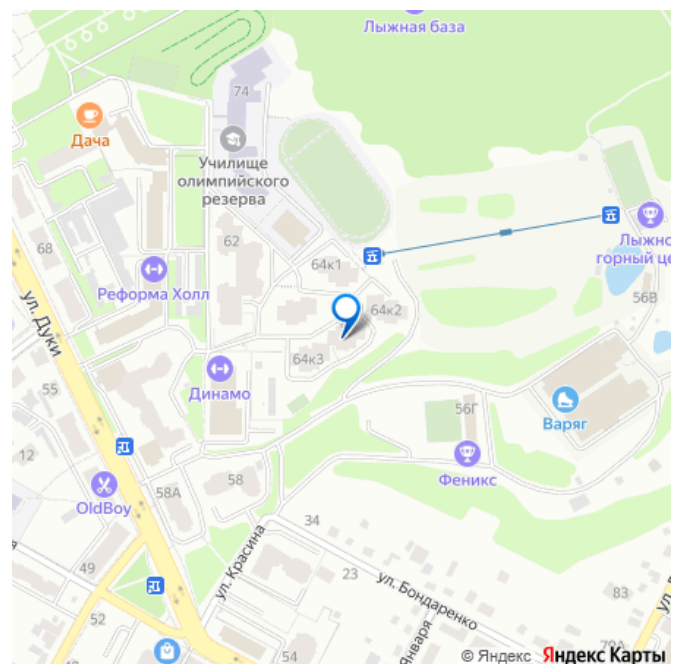 Лыжная база
74
Дача
Училище
олимпийского
резерва
68
62
64к1
Лыжно
горный це
Реформа Холл
ул. Дуки
56В
64к2
64к3
Динамо
55
56Г
Варяг
12
Феникс
58
58А
OldBoy
34
49
ул. Красина
23
ул. Бондаренко
83
52
Января
54
79А
© Яндекс Яндекс Карты